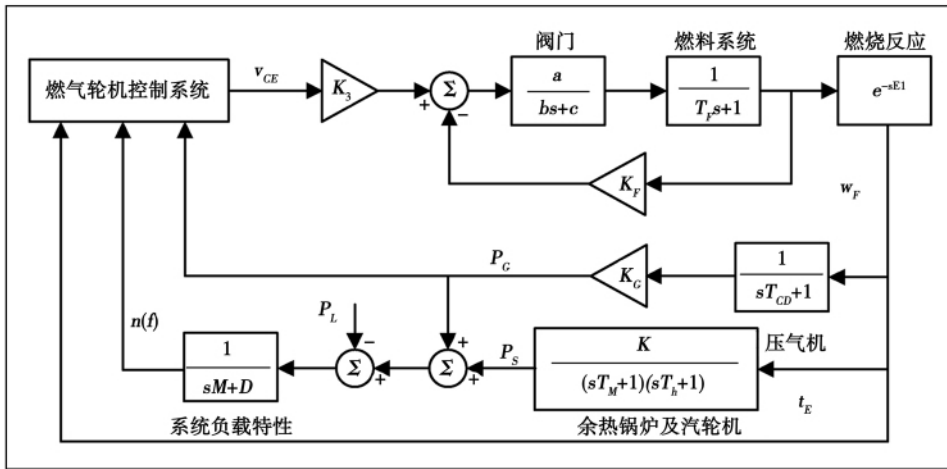 阀门
燃料系统
燃烧反应
燃气轮机控制系统
v_CE
K_3
+
Σ
−
a
bs+c
1
T_Fs+1
e^{-sE1}
K_F
w_F
P_G
K_G
1
sT_CD+1
压气机
n(f)
P_L
−
+
1
sM+D
Σ
+
Σ
+
P_S
K
(sT_M+1)(sT_h+1)
t_E
系统负载特性
余热锅炉及汽轮机